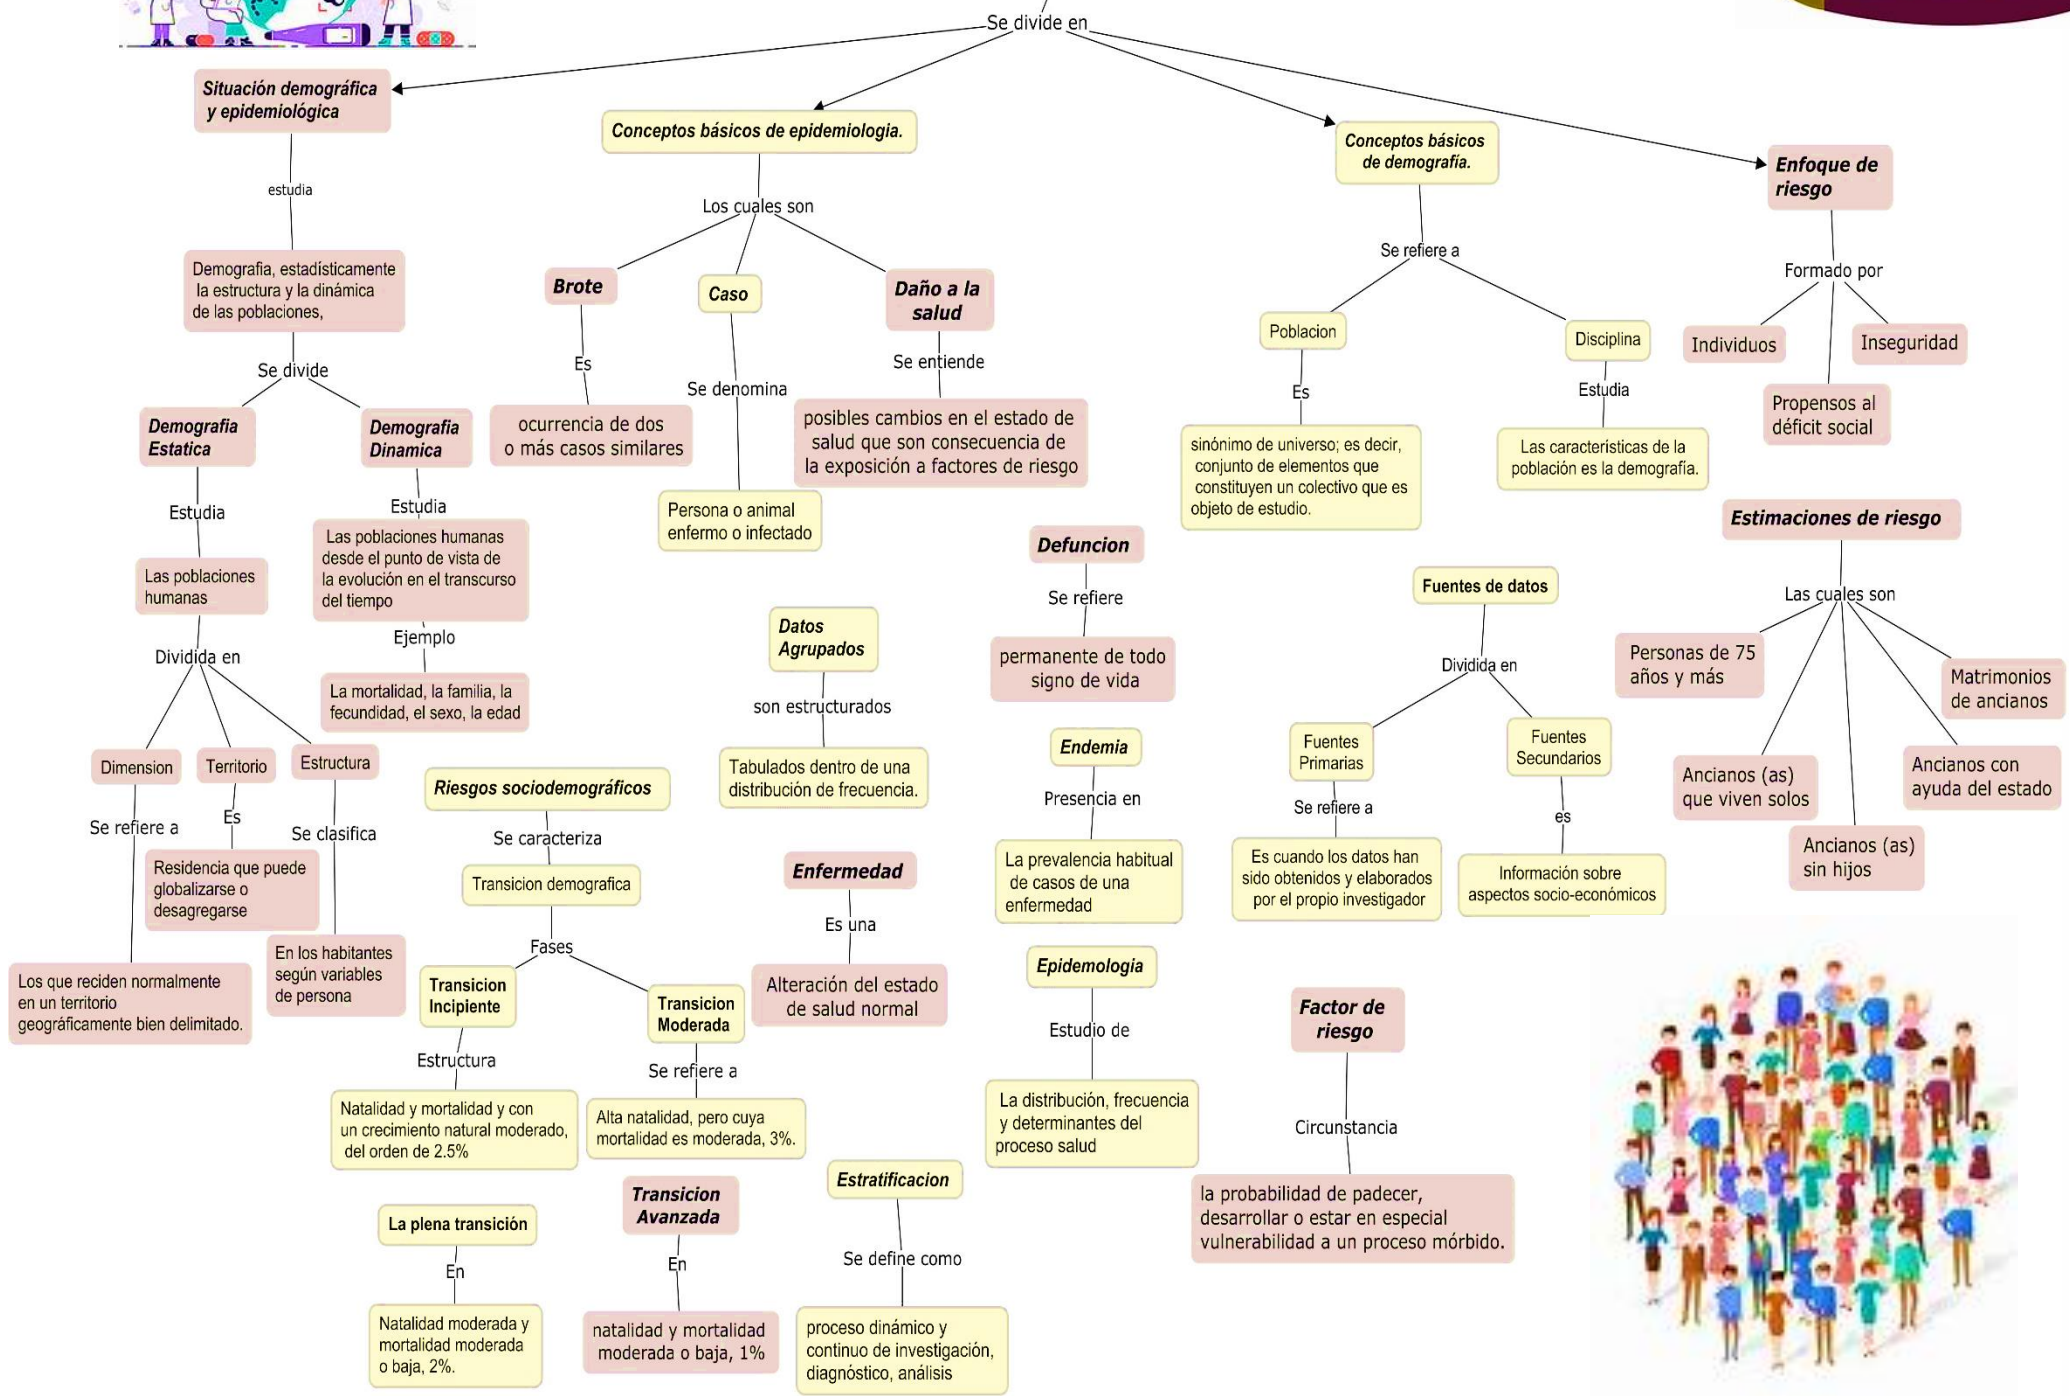 Se divide en
Situación demográfica
y epidemiológica
estudia
Demografia, estadísticamente
la estructura y la dinámica
de las poblaciones,
Se divide
Demografia
Estatica
Estudia
Las poblaciones
humanas
Dividida en
Dimension
Se refiere a
Los que reciden normalmente
en un territorio
geográficamente bien delimitado.
Territorio
Es
Residencia que puede
globalizarse o
desagregarse
Estructura
Se clasifica
En los habitantes
según variables
de persona
Demografia
Dinamica
Estudia
Las poblaciones humanas
desde el punto de vista de
la evolución en el transcurso
del tiempo
Ejemplo
La mortalidad, la familia, la
fecundidad, el sexo, la edad
Riesgos sociodemográficos
Se caracteriza
Transicion demografica
Fases
Transicion
Incipiente
Estructura
Natalidad y mortalidad y con
un crecimiento natural moderado,
del orden de 2.5%
Transicion
Moderada
Se refiere a
Alta natalidad, pero cuya
mortalidad es moderada, 3%.
La plena transición
En
Natalidad moderada y
mortalidad moderada
o baja, 2%.
Transicion
Avanzada
En
natalidad y mortalidad
moderada o baja, 1%
Conceptos básicos de epidemiologia.
Los cuales son
Brote
Es
ocurrencia de dos
o más casos similares
Caso
Se denomina
Persona o animal
enfermo o infectado
Daño a la
salud
Se entiende
posibles cambios en el estado de
salud que son consecuencia de
la exposición a factores de riesgo
Datos
Agrupados
son estructurados
Tabulados dentro de una
distribución de frecuencia.
Enfermedad
Es una
Alteración del estado
de salud normal
Estratificacion
Se define como
proceso dinámico y
continuo de investigación,
diagnóstico, análisis
Defuncion
Se refiere
permanente de todo
signo de vida
Endemia
Presencia en
La prevalencia habitual
de casos de una
enfermedad
Epidemologia
Estudio de
La distribución, frecuencia
y determinantes del
proceso salud
Factor de
riesgo
Circunstancia
la probabilidad de padecer,
desarrollar o estar en especial
vulnerabilidad a un proceso mórbido.
Conceptos básicos
de demografía.
Se refiere a
Poblacion
Es
sinónimo de universo; es decir,
conjunto de elementos que
constituyen un colectivo que es
objeto de estudio.
Disciplina
Estudia
Las caracteristicas de la
población es la demografía.
Fuentes de datos
Dividida en
Fuentes
Primarias
Se refiere a
Es cuando los datos han
sido obtenidos y elaborados
por el propio investigador
Fuentes
Secundarios
es
Información sobre
aspectos socio-económicos
Enfoque de
riesgo
Formado por
Individuos
Propensos al
déficit social
Inseguridad
Estimaciones de riesgo
Las cuales son
Personas de 75
años y más
Ancianos (as)
que viven solos
Ancianos (as)
sin hijos
Ancianos con
ayuda del estado
Matrimonios
de ancianos